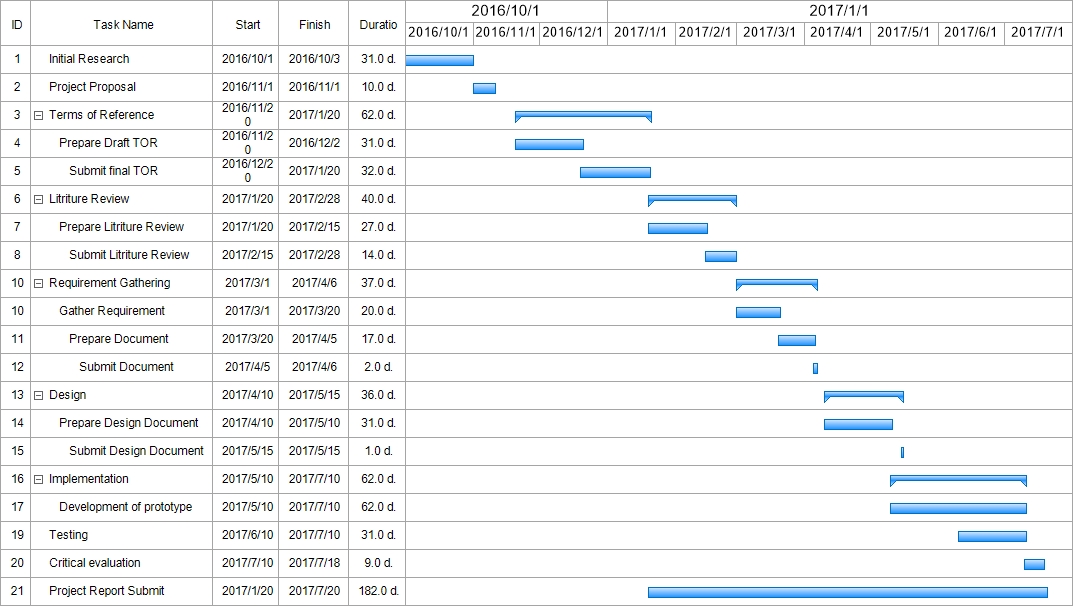 ID Task Name Start Finish Duratio 2016/10/1 2017/1/1
2016/10/1 2016/11/1 2016/12/1 2017/1/1 2017/2/1 2017/3/1 2017/4/1 2017/5/1 2017/6/1 2017/7/1
1 Initial Research 2016/10/1 2016/10/3 31.0 d.
2 Project Proposal 2016/11/1 2016/11/1 10.0 d.
3 Terms of Reference 2016/11/2 2017/1/20 62.0 d.
0
4 Prepare Draft TOR 2016/11/2 2016/12/2 31.0 d.
0
5 Submit final TOR 2016/12/2 2017/1/20 32.0 d.
0
6 Litriture Review 2017/1/20 2017/2/28 40.0 d.
7 Prepare Litriture Review 2017/1/20 2017/2/15 27.0 d.
8 Submit Litriture Review 2017/2/15 2017/2/28 14.0 d.
10 Requirement Gathering 2017/3/1 2017/4/6 37.0 d.
10 Gather Requirement 2017/3/1 2017/3/20 20.0 d.
11 Prepare Document 2017/3/20 2017/4/5 17.0 d.
12 Submit Document 2017/4/5 2017/4/6 2.0 d.
13 Design 2017/4/10 2017/5/15 36.0 d.
14 Prepare Design Document 2017/4/10 2017/5/10 31.0 d.
15 Submit Design Document 2017/5/15 2017/5/15 1.0 d.
16 Implementation 2017/5/10 2017/7/10 62.0 d.
17 Development of prototype 2017/5/10 2017/7/10 62.0 d.
19 Testing 2017/6/10 2017/7/10 31.0 d.
20 Critical evaluation 2017/7/10 2017/7/18 9.0 d.
21 Project Report Submit 2017/1/20 2017/7/20 182.0 d.